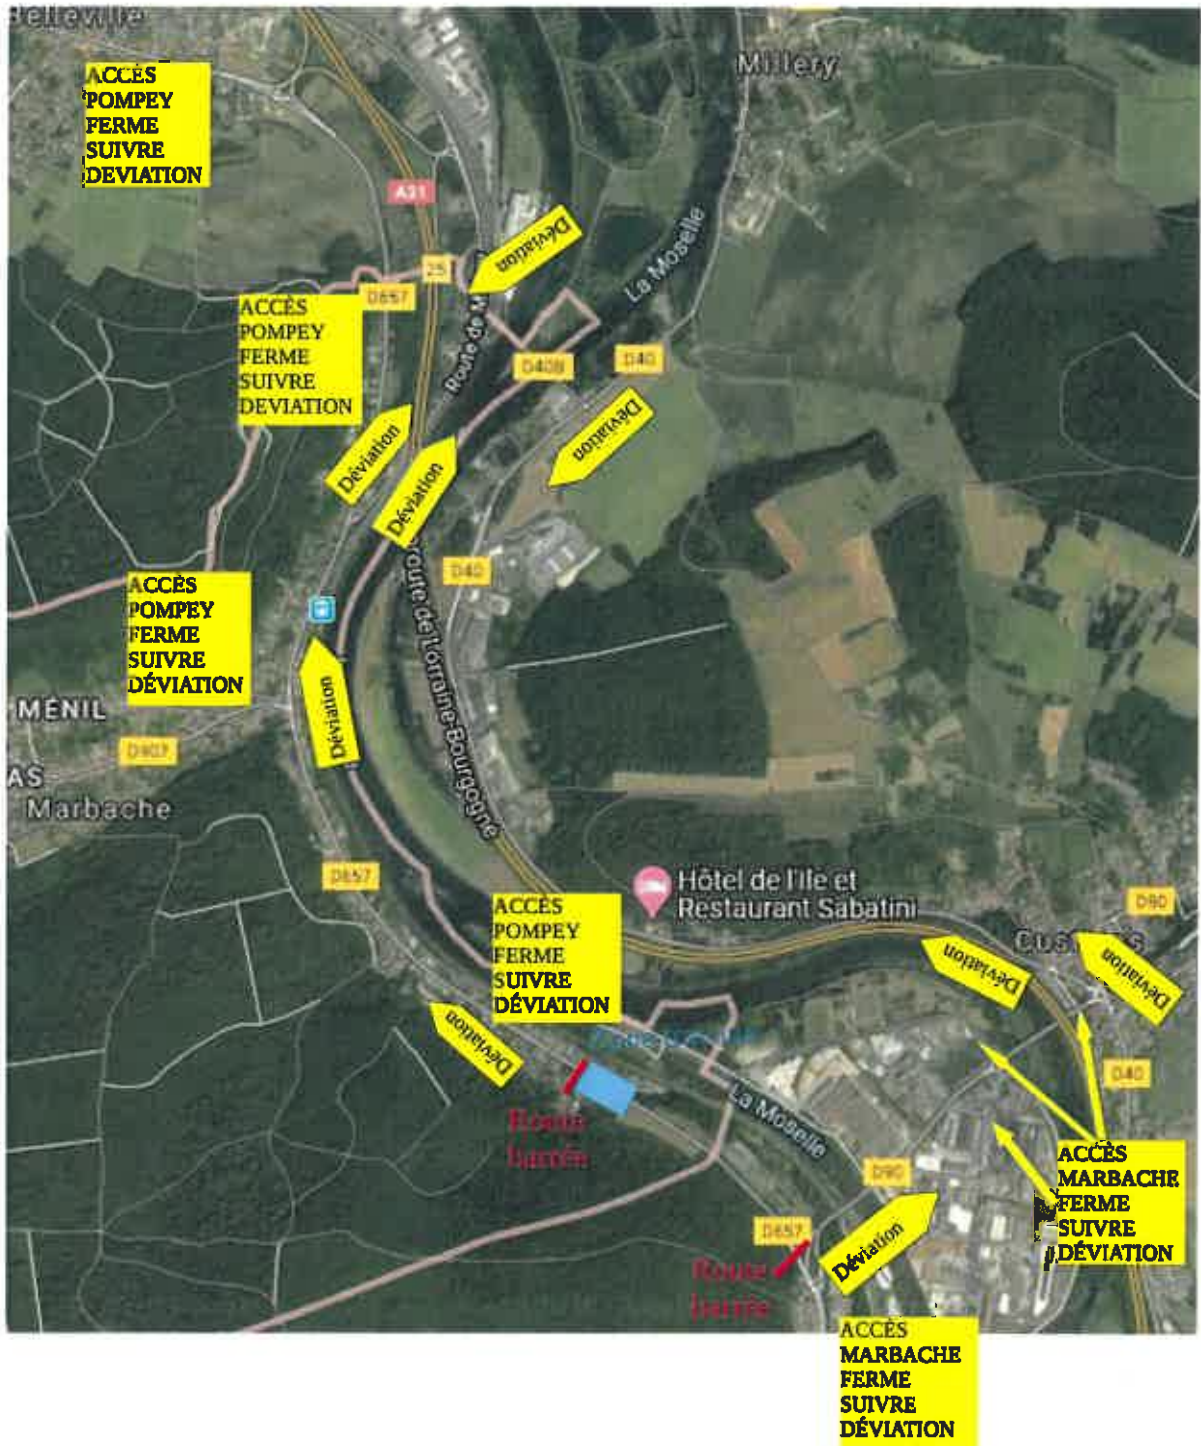 Belleville
Millery
ACCÈS
POMPEY
FERME
SUIVRE
DEVIATION
A31
Déviation
La Moselle
25
D657
ACCÈS
POMPEY
FERME
SUIVRE
DEVIATION
Route de M
D40B
D40
Déviation
Déviation
Déviation
D40
ACCÈS
POMPEY
FERME
SUIVRE
DÉVIATION
Route de Lorraine-Bourgogne
MÉNIL
Déviation
D907
AS
Marbache
D657
Hôtel de l'Ile et
Restaurant Sabatini
D90
ACCÈS
POMPEY
FERME
SUIVRE
DÉVIATION
Déviation
Déviation
Déviation
D40
Route
barrée
La Moselle
ACCÈS
MARBACHE
FERME
SUIVRE
DÉVIATION
D90
D657
Déviation
Route
barrée
ACCÈS
MARBACHE
FERME
SUIVRE
DÉVIATION